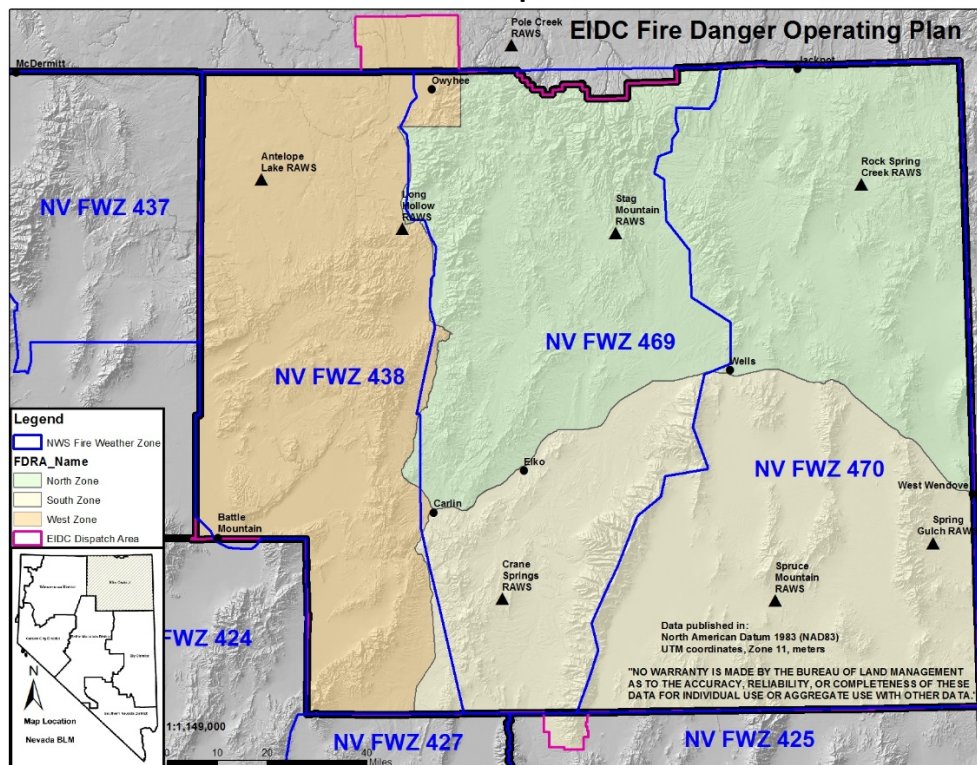 EIDC Fire Danger Operating Plan
Pole Creek
RAWS
McDermitt
Jackpot
Owyhee
Antelope
Lake RAWS
Rock Spring
Creek RAWS
NV FWZ 437
Long
Hollow
RAWS
Stag
Mountain
RAWS
NV FWZ 469
NV FWZ 438
Wells
Legend
NWS Fire Weather Zone
FDRA_Name
North Zone
South Zone
West Zone
EIDC Dispatch Area
Elko
NV FWZ 470
West Wendove
Carlin
Battle
Mountain
Spring
Gulch RAW
Crane
Springs
RAWS
Spruce
Mountain
RAWS
FWZ 424
Data published in:
North American Datum 1983 (NAD83)
UTM coordinates, Zone 11, meters
"NO WARRANTY IS MADE BY THE BUREAU OF LAND MANAGEMENT
AS TO THE ACCURACY, RELIABILITY, OR COMPLETENESS OF THESE
DATA FOR INDIVIDUAL USE OR AGGREGATE USE WITH OTHER DATA."
N
Map Location
Nevada BLM
1:1,149,000
0 10 20 40
Miles
NV FWZ 427
NV FWZ 425